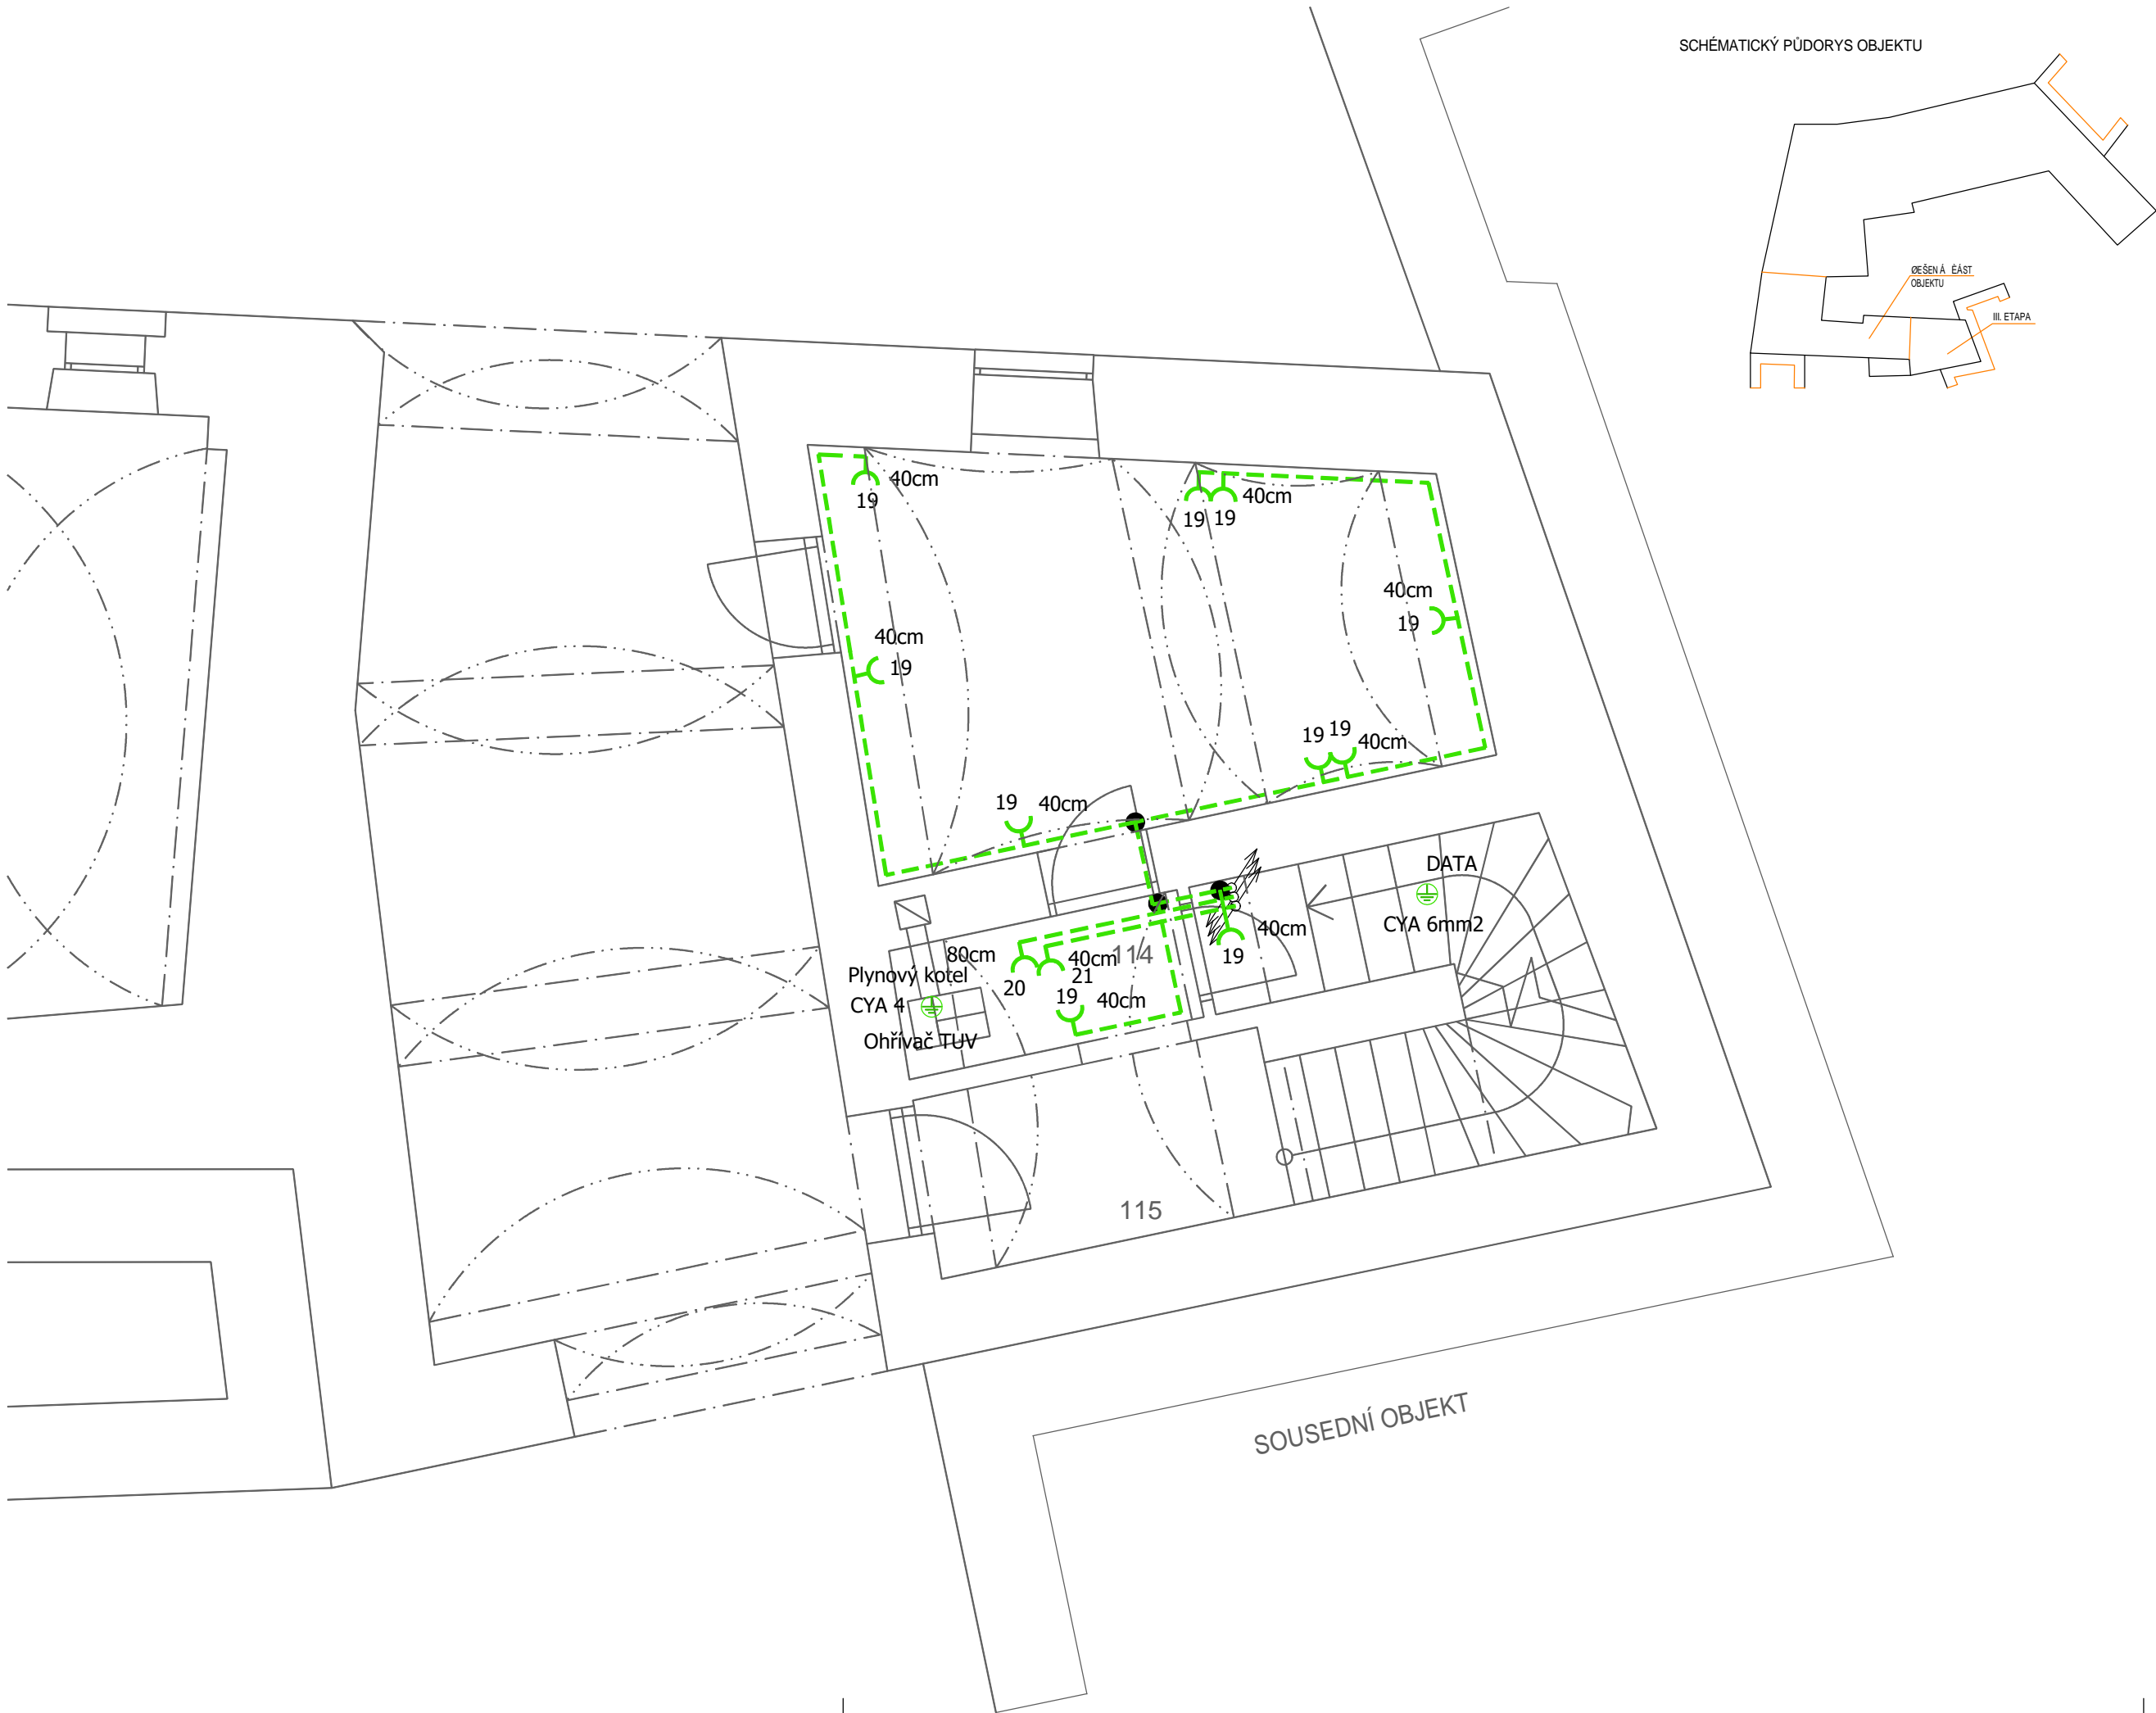 SCHÉMATICKÝ PŮDORYS OBJEKTU
ØEŠENÁ ÈÁST
OBJEKTU
III. ETAPA
40cm
19
40cm
19 19
40cm
19
40cm
19
19 19
40cm
19 40cm
DATA
CYA 6mm2
40cm
19
114
80cm
40cm
21
20
Plynový kotel
CYA 4
19
40cm
Ohřívač TUV
115
SOUSEDNÍ OBJEKT